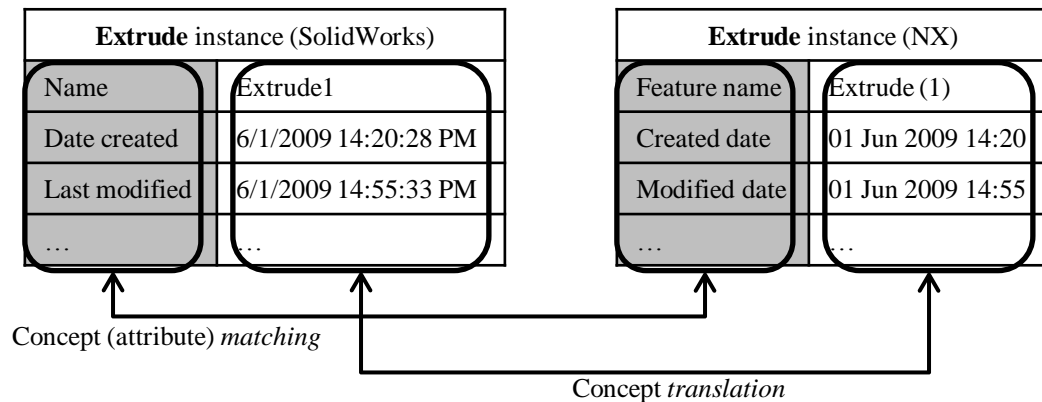 Extrude instance (SolidWorks)
Name Extrude1
Date created 6/1/2009 14:20:28 PM
Last modified 6/1/2009 14:55:33 PM
… …
Extrude instance (NX)
Feature name Extrude (1)
Created date 01 Jun 2009 14:20
Modified date 01 Jun 2009 14:55
… …
Concept (attribute) matching
Concept translation